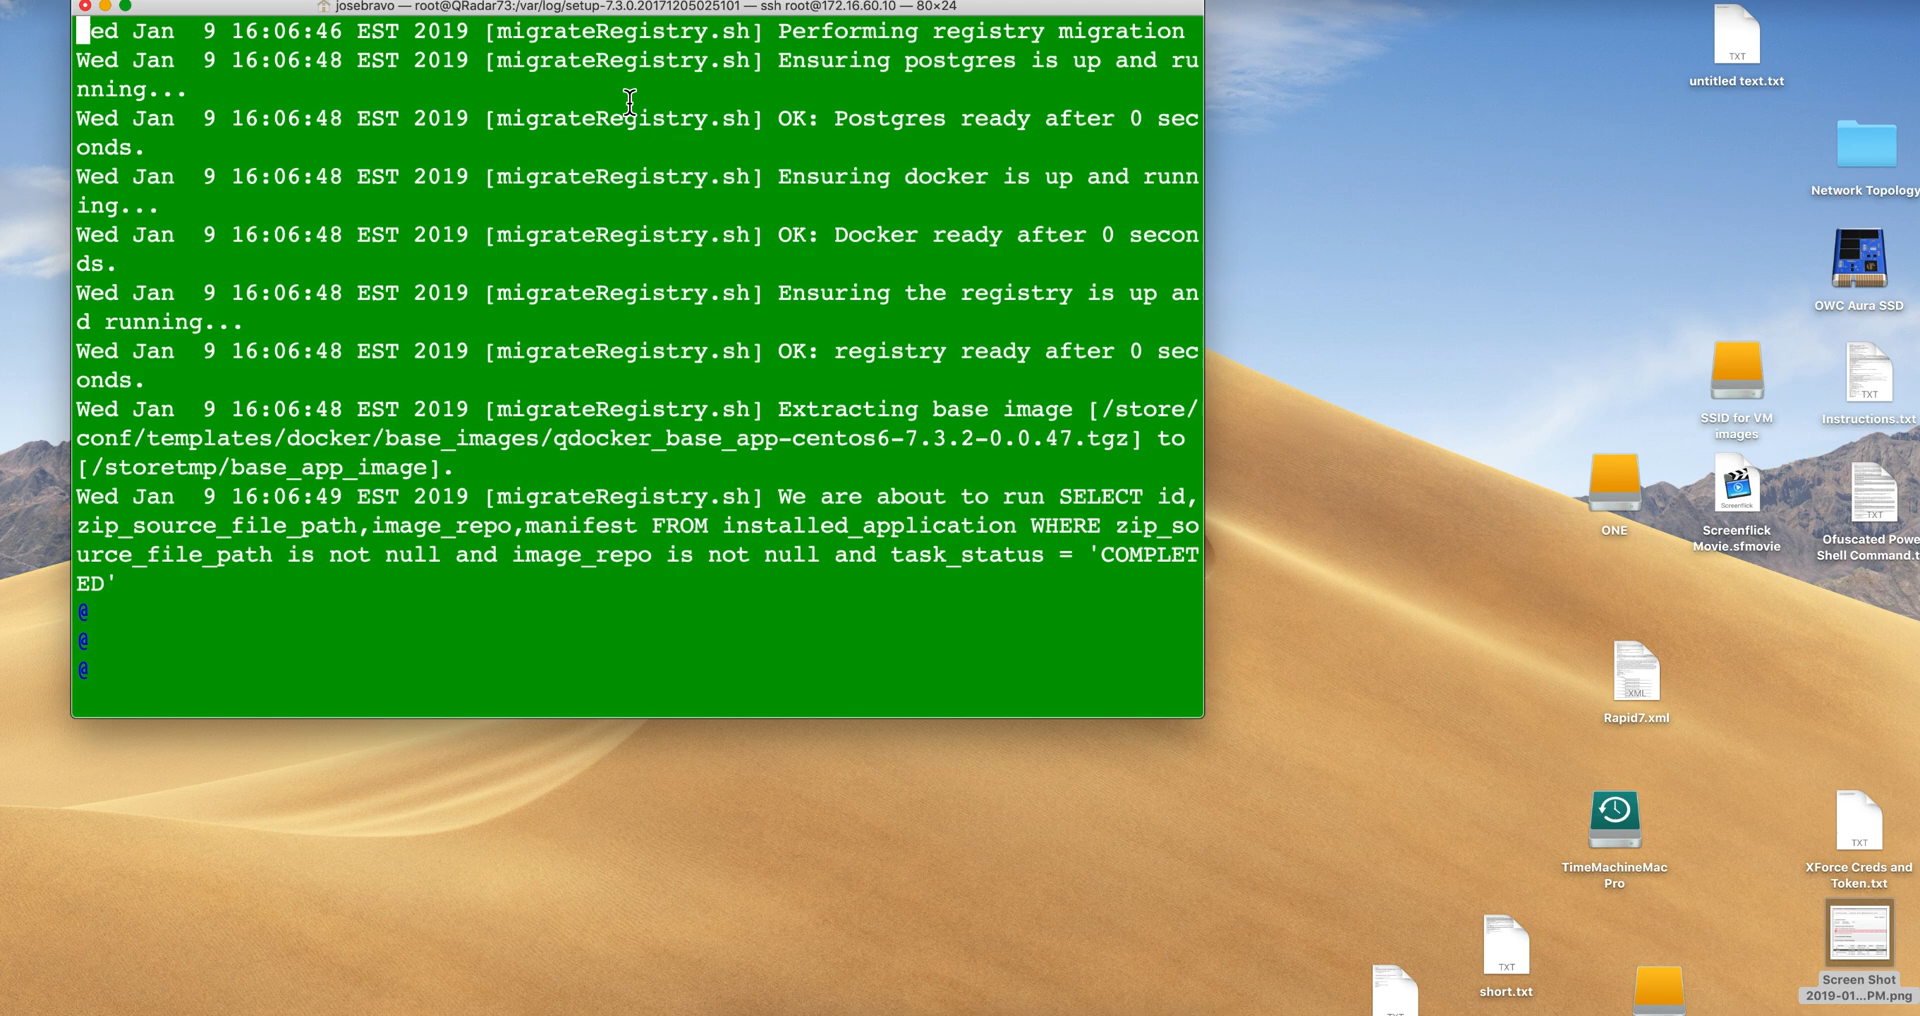 josebravo — root@QRadar73:/var/log/setup-7.3.0.20171205025101 — ssh root@172.16.60.10 — 80×24
ed Jan  9 16:06:46 EST 2019 [migrateRegistry.sh] Performing registry migration
Wed Jan  9 16:06:48 EST 2019 [migrateRegistry.sh] Ensuring postgres is up and ru
nning...
Wed Jan  9 16:06:48 EST 2019 [migrateRegistry.sh] OK: Postgres ready after 0 sec
onds.
Wed Jan  9 16:06:48 EST 2019 [migrateRegistry.sh] Ensuring docker is up and runn
ing...
Wed Jan  9 16:06:48 EST 2019 [migrateRegistry.sh] OK: Docker ready after 0 secon
ds.
Wed Jan  9 16:06:48 EST 2019 [migrateRegistry.sh] Ensuring the registry is up an
d running...
Wed Jan  9 16:06:48 EST 2019 [migrateRegistry.sh] OK: registry ready after 0 sec
onds.
Wed Jan  9 16:06:48 EST 2019 [migrateRegistry.sh] Extracting base image [/store/
conf/templates/docker/base_images/qdocker_base_app-centos6-7.3.2-0.0.47.tgz] to
[/storetmp/base_app_image].
Wed Jan  9 16:06:49 EST 2019 [migrateRegistry.sh] We are about to run SELECT id,
zip_source_file_path,image_repo,manifest FROM installed_application WHERE zip_so
urce_file_path is not null and image_repo is not null and task_status = 'COMPLET
ED'
@
@
@
TXT
untitled text.txt
Network Topology
OWC Aura SSD
SSID for VM
images
TXT
Instructions.txt
ONE
Screenflick
Screenflick
Movie.sfmovie
TXT
Ofuscated Powe
Shell Command.t
XML
Rapid7.xml
TimeMachineMac
Pro
TXT
XForce Creds and
Token.txt
TXT
short.txt
TXT
Screen Shot
2019-01...PM.png